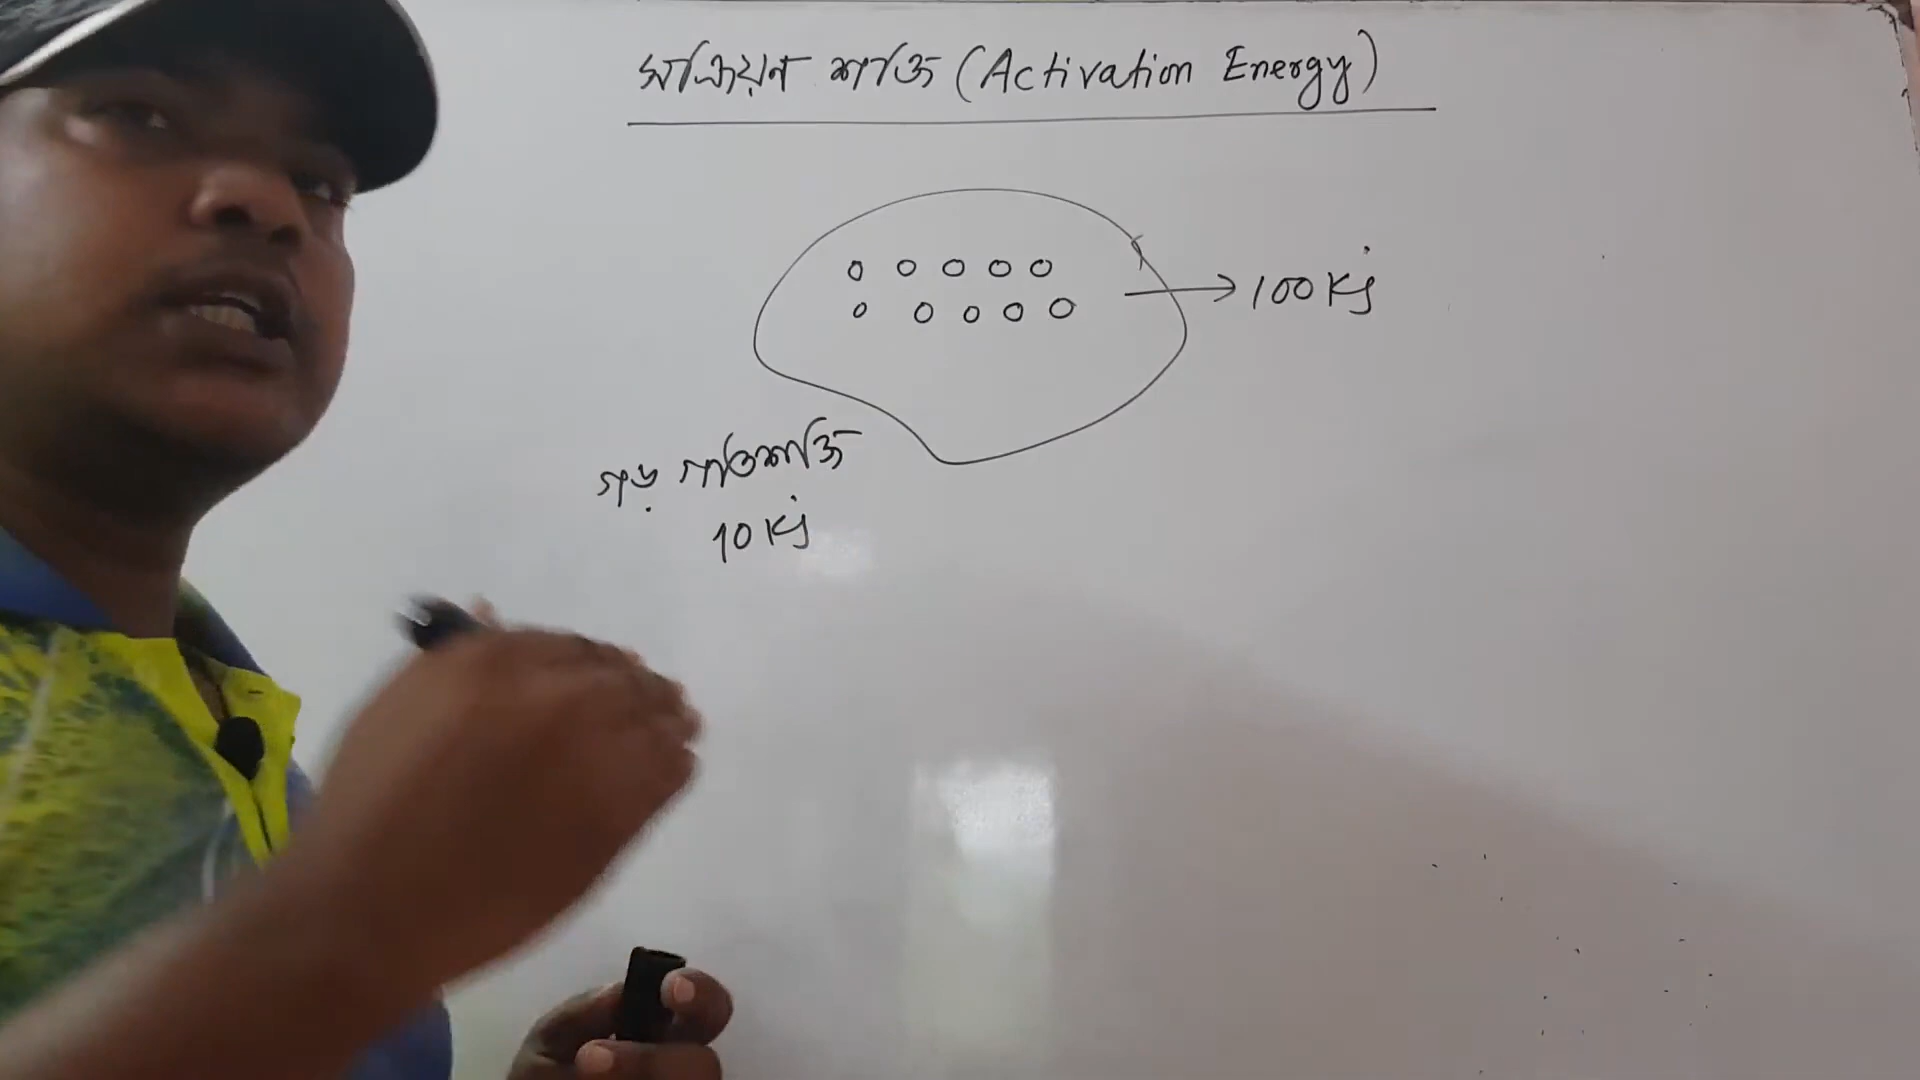 সক্রিয়ন শক্তি (Activation Energy)
100 Kj
গড় গতিশক্তি
10 Kj